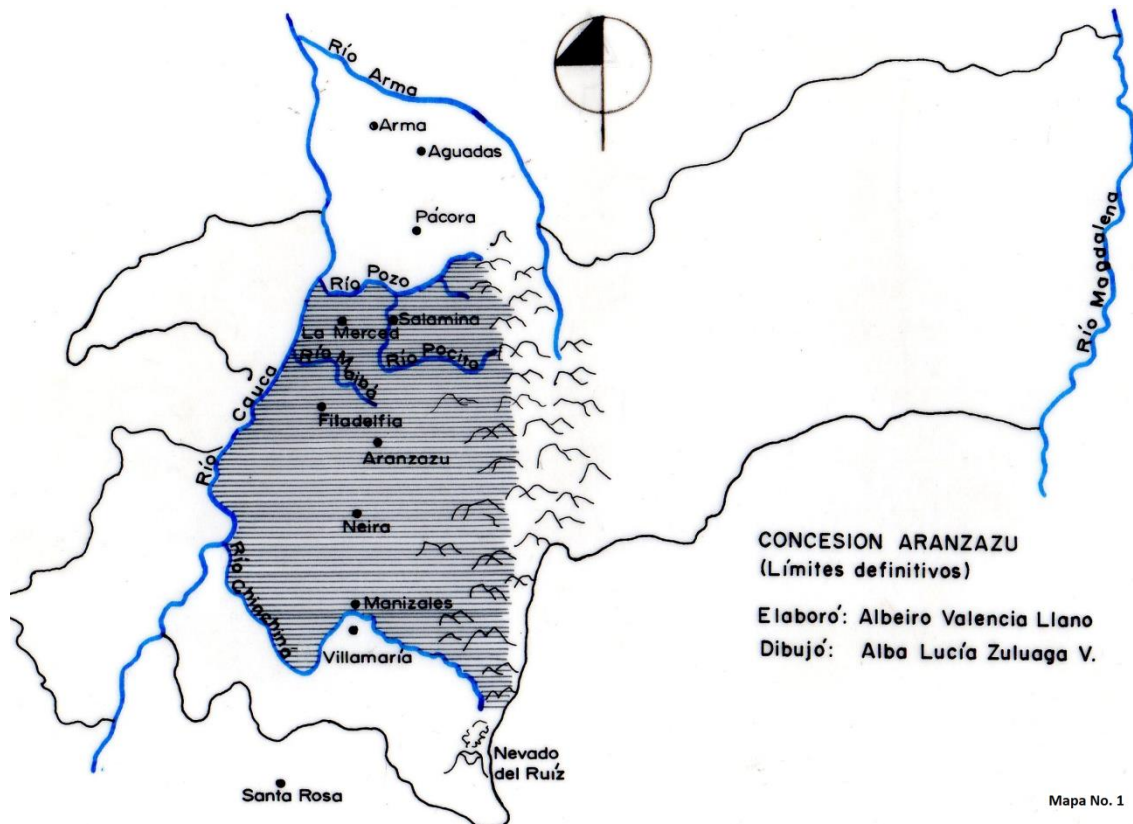 Río Arma
Arma
Aguadas
Pácora
Río Pozo
Salamina
La Merced
Río Pocito
Río Maibá
Río Cauca
Filadelfia
Aranzazu
Neira
Río Chinchiná
Manizales
Villamaría
Nevado
del Ruíz
Santa Rosa
Río Magdalena
CONCESION ARANZAZU
(Límites definitivos)
Elaboró: Albeiro Valencia Llano
Dibujó: Alba Lucía Zuluaga V.
Mapa No. 1